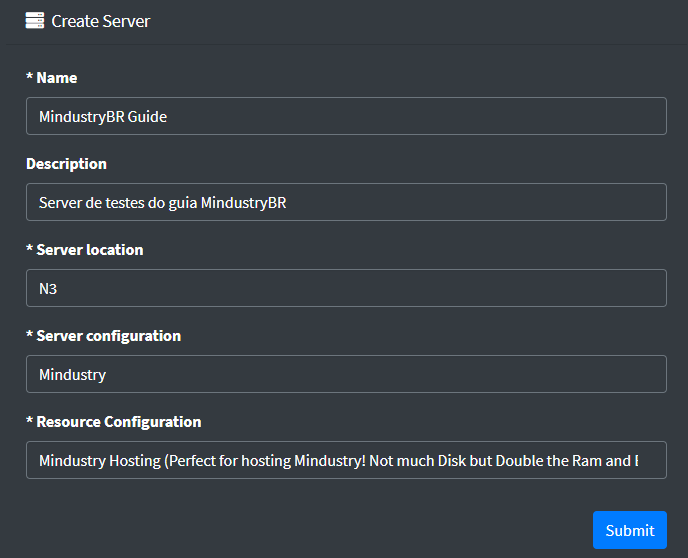 Create Server
* Name
MindustryBR Guide
Description
Server de testes do guia MindustryBR
* Server location
N3
* Server configuration
Mindustry
* Resource Configuration
Mindustry Hosting (Perfect for hosting Mindustry! Not much Disk but Double the Ram and
Submit